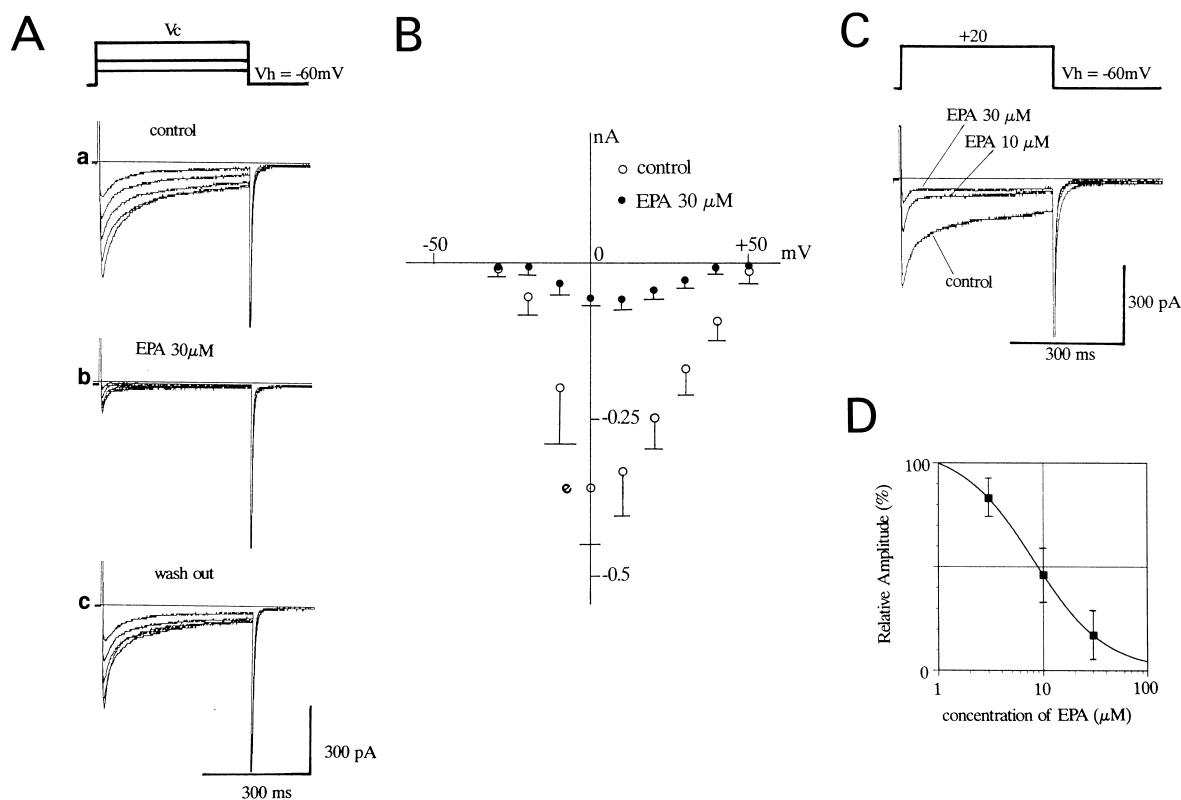 A
Vc
Vh = -60mV
control
a
EPA 30μM
b
wash out
c
300 pA
300 ms
B
nA
control
EPA 30 μM
-50
0
+50
mV
-0.25
e
-0.5
C
+20
Vh = -60mV
EPA 30 μM
EPA 10 μM
control
300 pA
300 ms
D
Relative Amplitude (%)
100
0
1
10
100
concentration of EPA (μM)